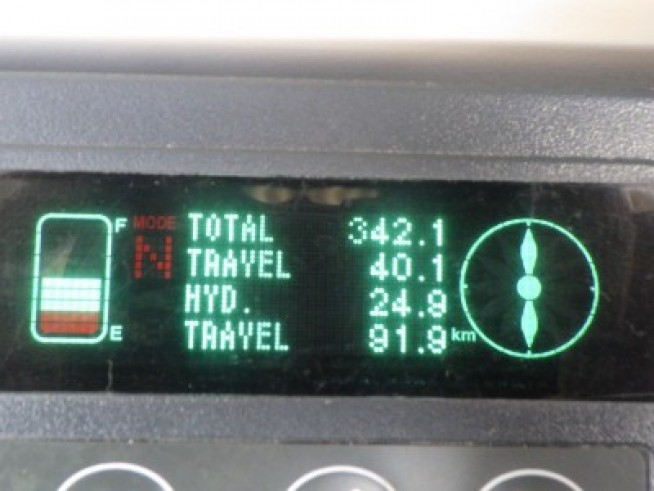 F MODE TOTAL 342.1
N TRAVEL 40.1
HYD. 24.9
E TRAVEL 91.9 km